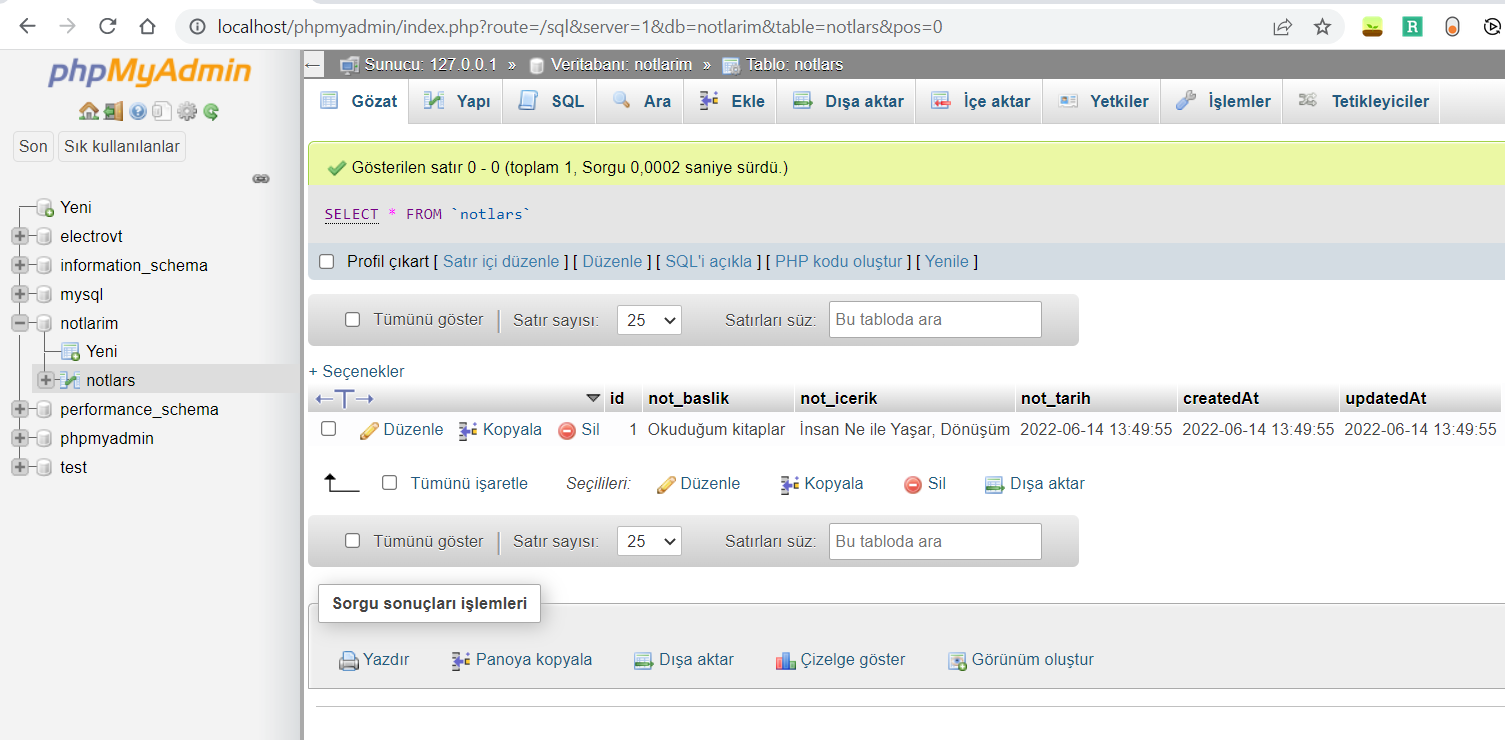 localhost/phpmyadmin/index.php?route=/sql&server=1&db=notlarim&table=notlars&pos=0
R
phpMyAdmin
Son Sık kullanılanlar
Yeni
electrovt
information_schema
mysql
notlarim
Yeni
notlars
performance_schema
phpmyadmin
test
← Sunucu: 127.0.0.1 » Veritabanı: notlarim » Tablo: notlars
Gözat Yapı SQL Ara Ekle Dışa aktar İçe aktar Yetkiler İşlemler Tetikleyiciler
Gösterilen satır 0 - 0 (toplam 1, Sorgu 0,0002 saniye sürdü.)
SELECT * FROM `notlars`
Profil çıkart [ Satır içi düzenle ] [ Düzenle ] [ SQL'i açıkla ] [ PHP kodu oluştur ] [ Yenile ]
Tümünü göster | Satır sayısı: 25 Satırları süz: Bu tabloda ara
+ Seçenekler
←T→ id not_baslik not_icerik not_tarih createdAt updatedAt
Düzenle Kopyala Sil 1 Okuduğum kitaplar İnsan Ne ile Yaşar, Dönüşüm 2022-06-14 13:49:55 2022-06-14 13:49:55 2022-06-14 13:49:55
Tümünü işaretle Seçilileri: Düzenle Kopyala Sil Dışa aktar
Tümünü göster | Satır sayısı: 25 Satırları süz: Bu tabloda ara
Sorgu sonuçları işlemleri
Yazdır Panoya kopyala Dışa aktar Çizelge göster Görünüm oluştur